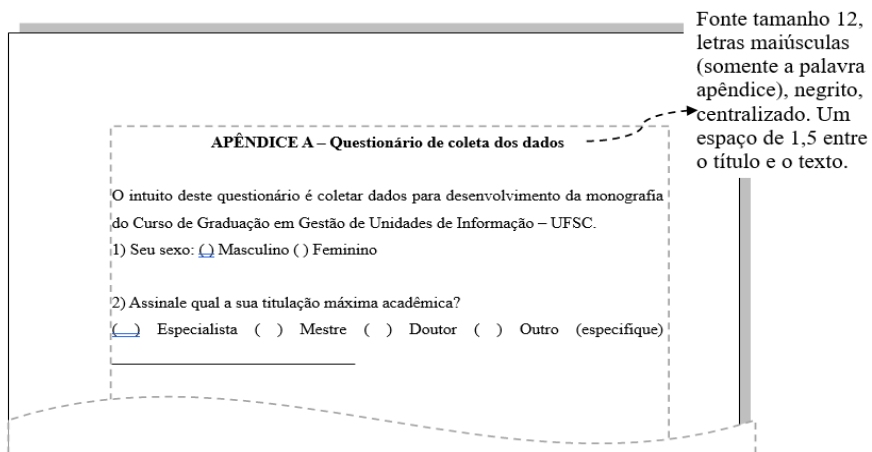 Fonte tamanho 12,
letras maiúsculas
(somente a palavra
apêndice), negrito,
centralizado. Um
espaço de 1,5 entre
o título e o texto.
APÊNDICE A – Questionário de coleta dos dados
O intuito deste questionário é coletar dados para desenvolvimento da monografia
do Curso de Graduação em Gestão de Unidades de Informação – UFSC.
1) Seu sexo: () Masculino ( ) Feminino
2) Assinale qual a sua titulação máxima acadêmica?
(__) Especialista ( ) Mestre ( ) Doutor ( ) Outro (especifique)
______________________________